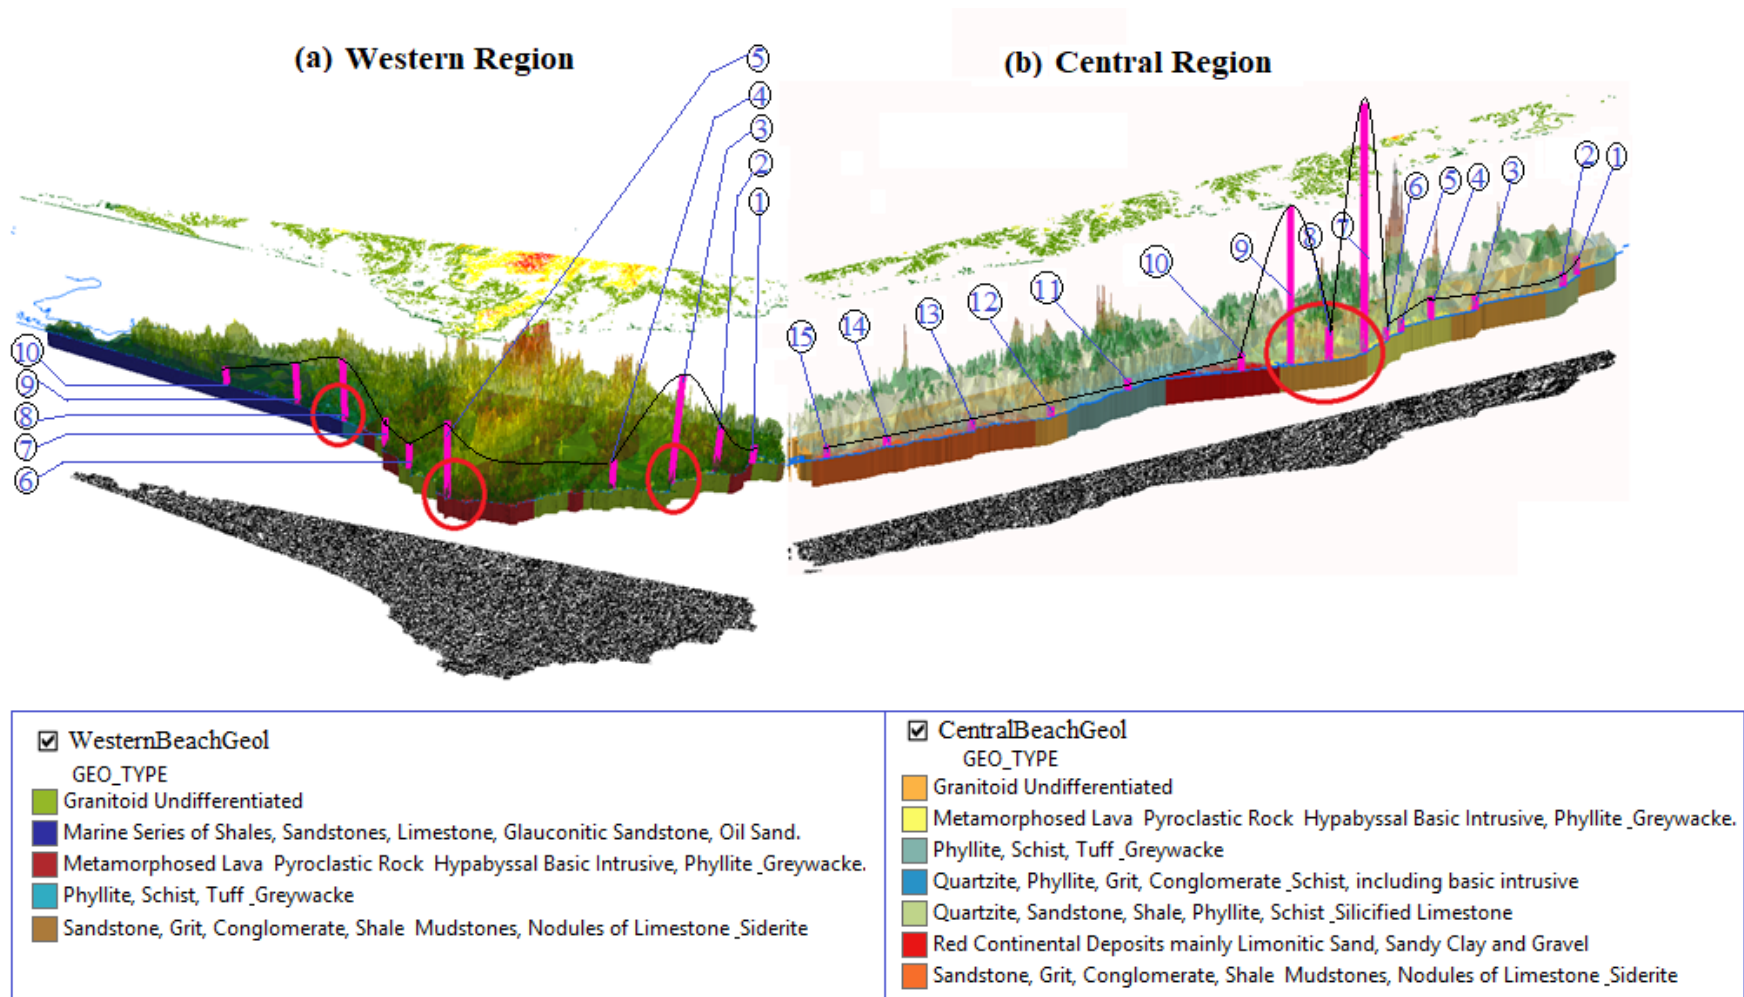 (a) Western Region
(b) Central Region
5
4
3
2
1
10
9
8
7
6
15
14
13
12
11
10
9
8
7
6
5
4
3
2
1
WesternBeachGeol
GEO_TYPE
Granitoid Undifferentiated
Marine Series of Shales, Sandstones, Limestone, Glauconitic Sandstone, Oil Sand.
Metamorphosed Lava Pyroclastic Rock Hypabyssal Basic Intrusive, Phyllite _Greywacke.
Phyllite, Schist, Tuff _Greywacke
Sandstone, Grit, Conglomerate, Shale Mudstones, Nodules of Limestone _Siderite
CentralBeachGeol
GEO_TYPE
Granitoid Undifferentiated
Metamorphosed Lava Pyroclastic Rock Hypabyssal Basic Intrusive, Phyllite _Greywacke.
Phyllite, Schist, Tuff _Greywacke
Quartzite, Phyllite, Grit, Conglomerate _Schist, including basic intrusive
Quartzite, Sandstone, Shale, Phyllite, Schist _Silicified Limestone
Red Continental Deposits mainly Limonitic Sand, Sandy Clay and Gravel
Sandstone, Grit, Conglomerate, Shale Mudstones, Nodules of Limestone _Siderite